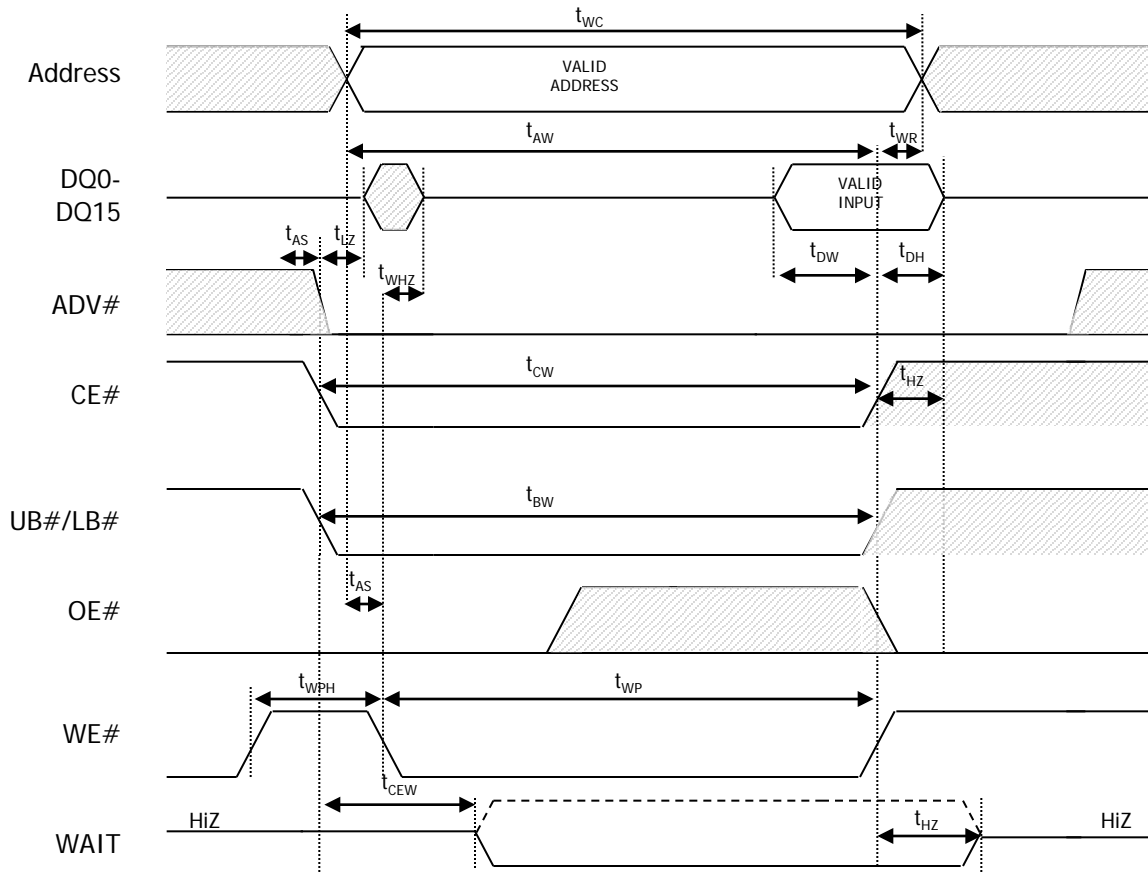 tWC
Address
VALID
ADDRESS
tAW
tWR
DQ0-
DQ15
VALID
INPUT
tAS
tLZ
tWHZ
tDW
tDH
ADV#
tCW
tHZ
CE#
tBW
UB#/LB#
tAS
OE#
tWPH
tWP
WE#
tCEW
HiZ
tHZ
HiZ
WAIT